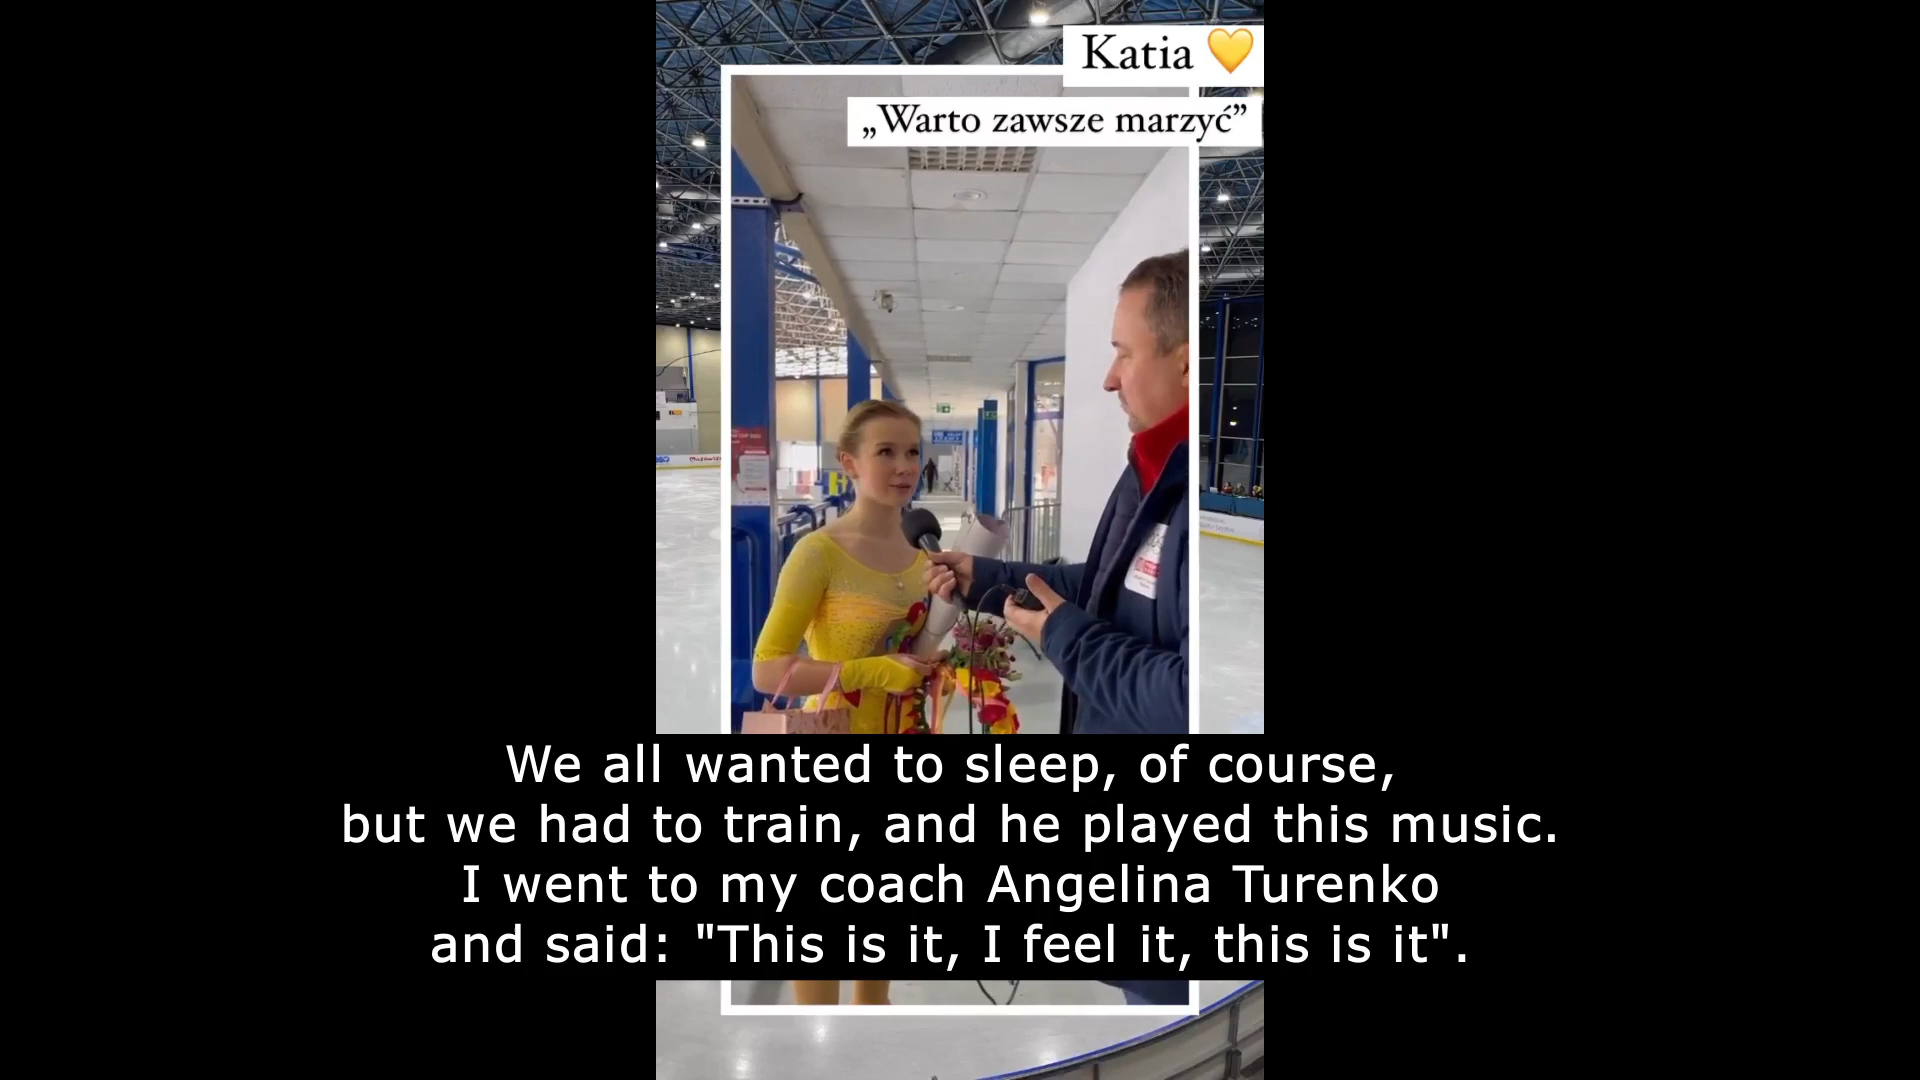 Katia 💛
„Warto zawsze marzyć”
We all wanted to sleep, of course,
but we had to train, and he played this music.
I went to my coach Angelina Turenko
and said: "This is it, I feel it, this is it".